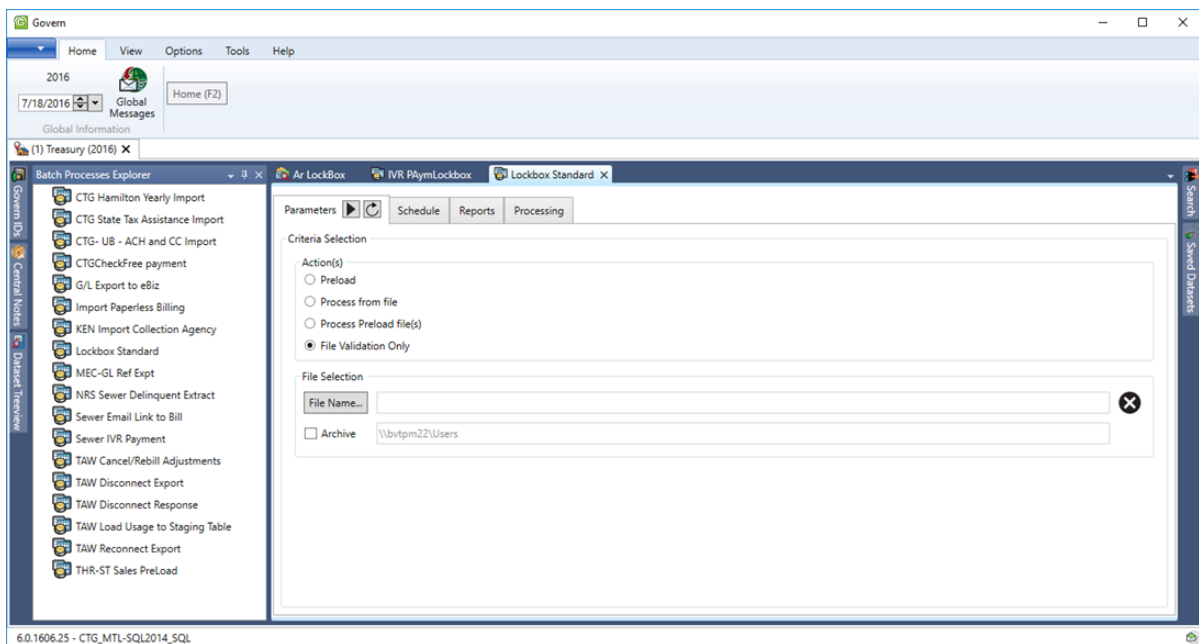 Govern
Home View Options Tools Help
2016
7/18/2016
Global Messages
Home (F2)
Global Information
(1) Treasury (2016)
Govern IDs
Central Notes
Dataset Treeview
Batch Processes Explorer
CTG Hamilton Yearly Import
CTG State Tax Assistance Import
CTG- UB - ACH and CC Import
CTGCheckFree payment
G/L Export to eBiz
Import Paperless Billing
KEN Import Collection Agency
Lockbox Standard
MEC-GL Ref Expt
NRS Sewer Delinquent Extract
Sewer Email Link to Bill
Sewer IVR Payment
TAW Cancel/Rebill Adjustments
TAW Disconnect Export
TAW Disconnect Response
TAW Load Usage to Staging Table
TAW Reconnect Export
THR-ST Sales PreLoad
Ar LockBox IVR PAymLockbox Lockbox Standard
Parameters Schedule Reports Processing
Criteria Selection
Action(s)
Preload
Process from file
Process Preload file(s)
File Validation Only
File Selection
File Name...
Archive \\bvtpm22\Users
Search
Saved Datasets
6.0.1606.25 - CTG_MTL-SQL2014_SQL